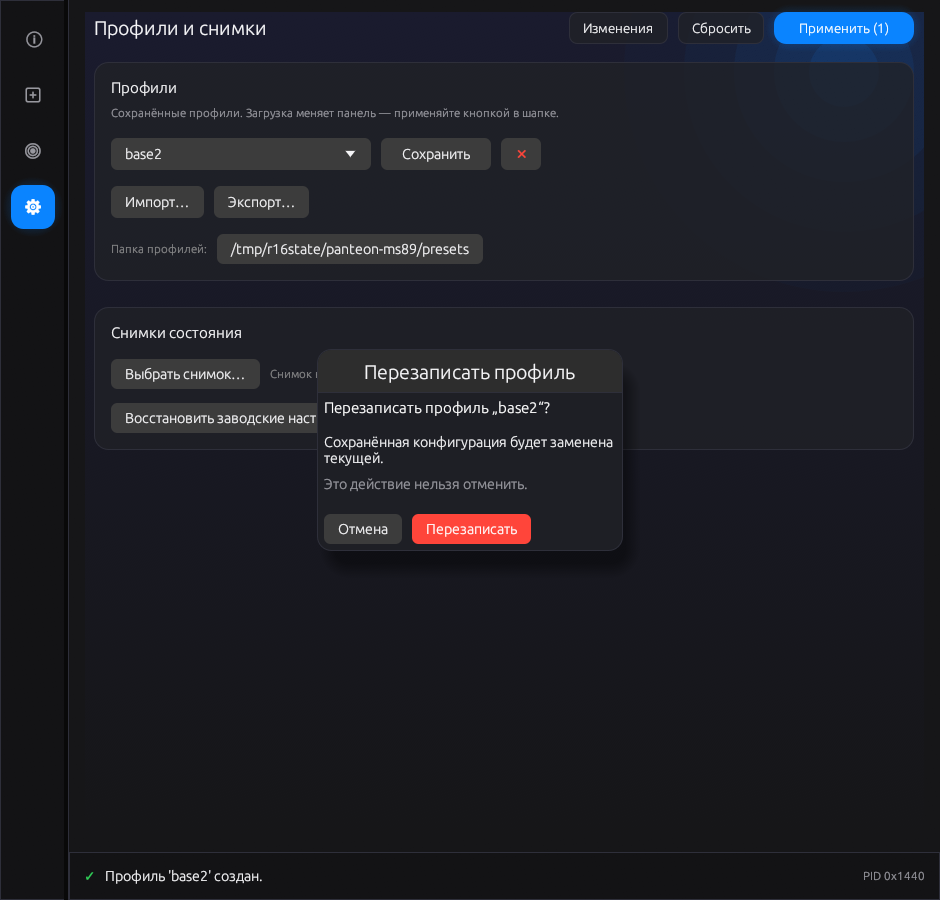 Профили и снимки
Изменения
Сбросить
Применить (1)
Профили
Сохранённые профили. Загрузка меняет панель — применяйте кнопкой в шапке.
base2
Сохранить
×
Импорт…
Экспорт…
Папка профилей:
/tmp/r16state/panteon-ms89/presets
Снимки состояния
Выбрать снимок…
Снимок
Восстановить заводские наст
Перезаписать профиль
Перезаписать профиль „base2“?
Сохранённая конфигурация будет заменена
текущей.
Это действие нельзя отменить.
Отмена
Перезаписать
✓ Профиль 'base2' создан.
PID 0x1440